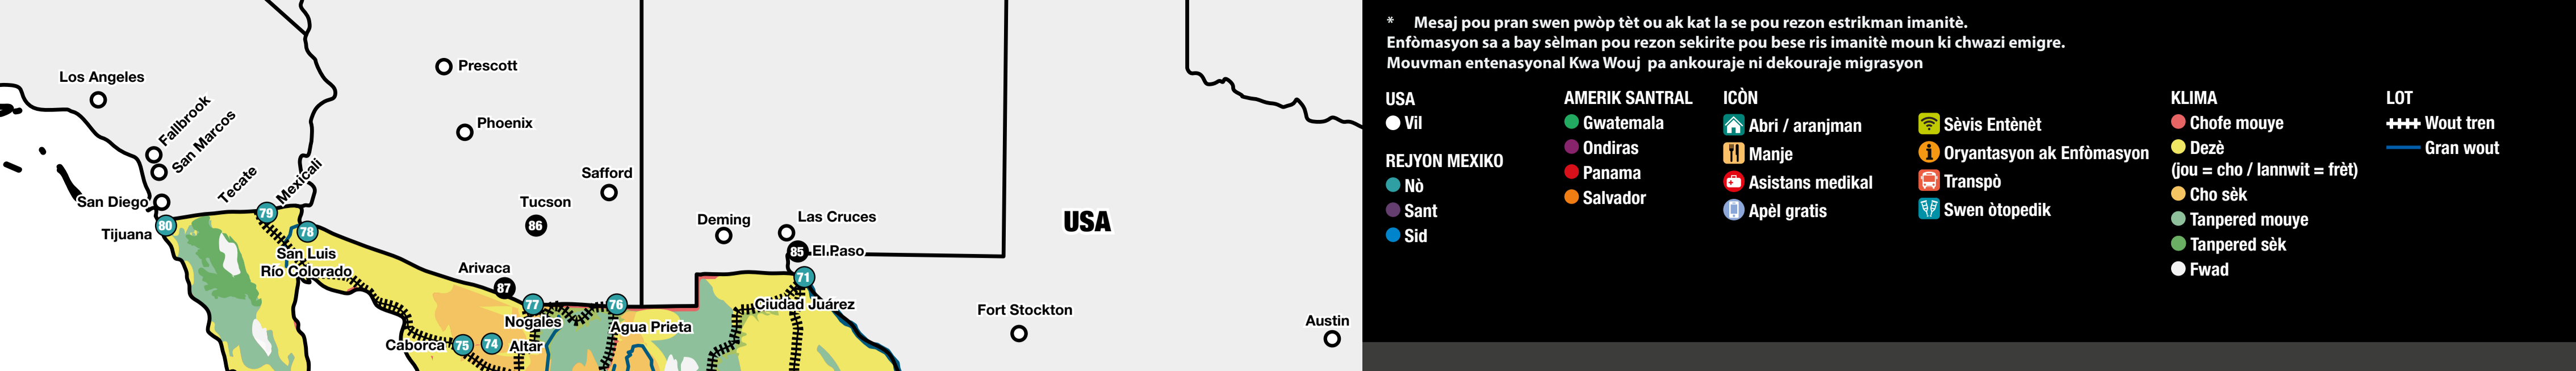 Los Angeles
Fallbrook
San Marcos
San Diego
Tecate
Mexicali
Tijuana
80
79
78
San Luis
Río Colorado
Prescott
Phoenix
Safford
Tucson
86
Arivaca
87
77
Nogales
76
Agua Prieta
Caborca
75
74
Altar
Deming
Las Cruces
85
El Paso
71
Ciudad Juárez
USA
Fort Stockton
Austin
* Mesaj pou pran swen pwòp tèt ou ak kat la se pou rezon estrikman imanitè.
Enfòmasyon sa a bay sèlman pou rezon sekirite pou bese ris imanitè moun ki chwazi emigre.
Mouvman entenasyonal Kwa Wouj pa ankouraje ni dekouraje migrasyon
USA
Vil
REJYON MEXIKO
Nò
Sant
Sid
AMERIK SANTRAL
Gwatemala
Ondiras
Panama
Salvador
ICÒN
Abri / aranjman
Manje
Asistans medikal
Apèl gratis
Sèvis Entènèt
Oryantasyon ak Enfòmasyon
Transpò
Swen òtopedik
KLIMA
Chofe mouye
Dezè
(jou = cho / lannwit = frèt)
Cho sèk
Tanpered mouye
Tanpered sèk
Fwad
LOT
Wout tren
Gran wout